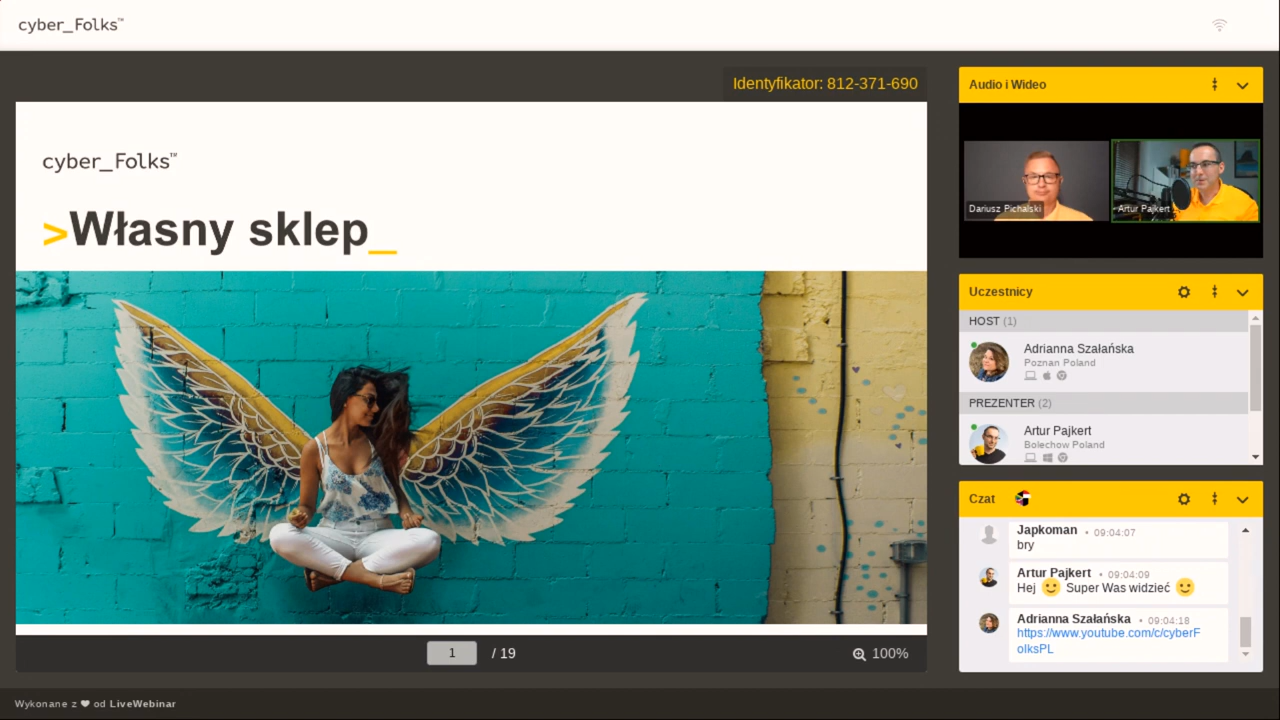 cyber_Folks™
Identyfikator: 812-371-690
cyber_Folks™
>Własny sklep_
1 / 19
100%
Audio i Wideo
Dariusz Pichalski
Artur Pajkert
Uczestnicy
HOST (1)
Adrianna Szałańska
Poznan Poland
PREZENTER (2)
Artur Pajkert
Bolechow Poland
Czat
Japkoman • 09:04:07
bry
Artur Pajkert • 09:04:09
Hej 🙂 Super Was widzieć 🙂
Adrianna Szałańska • 09:04:18
https://www.youtube.com/c/cyberF
olksPL
Wykonane z ♥ od LiveWebinar